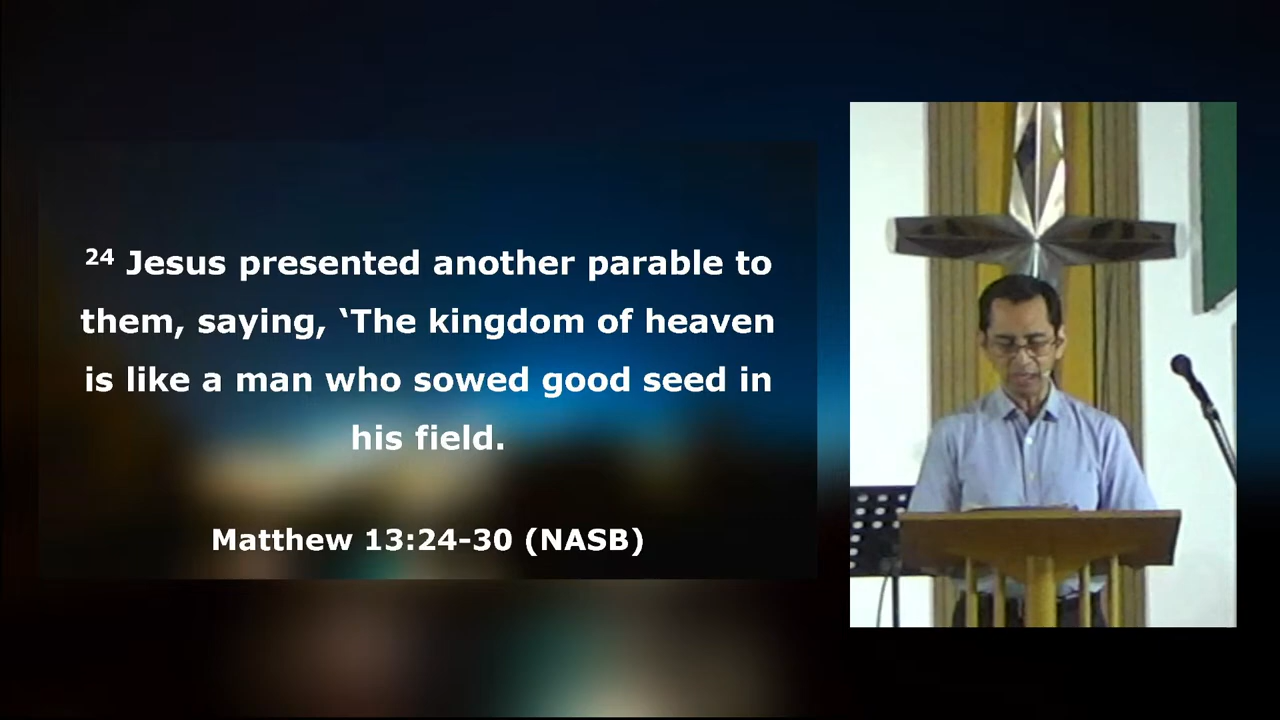 24 Jesus presented another parable to
them, saying, ‘The kingdom of heaven
is like a man who sowed good seed in
his field.
Matthew 13:24-30 (NASB)